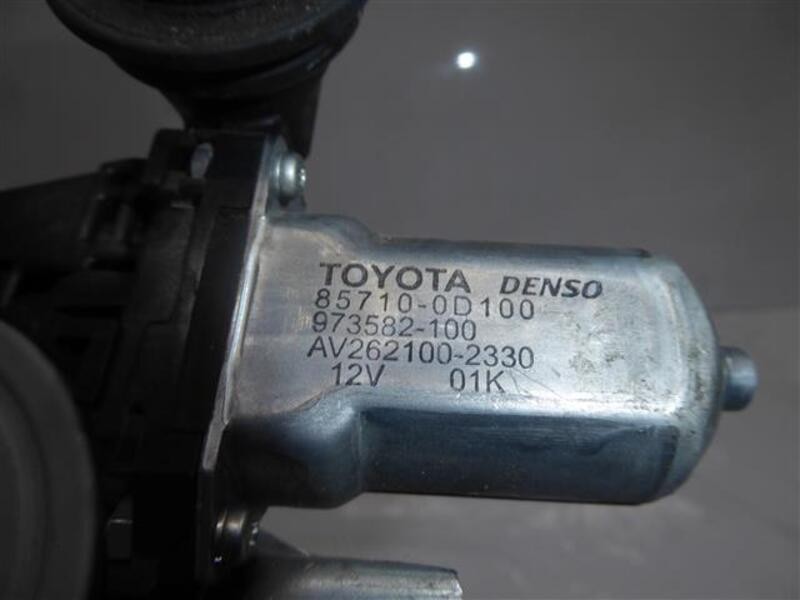 TOYOTA DENSO
85710-0D100
973582-100
AV262100-2330
12V 01K